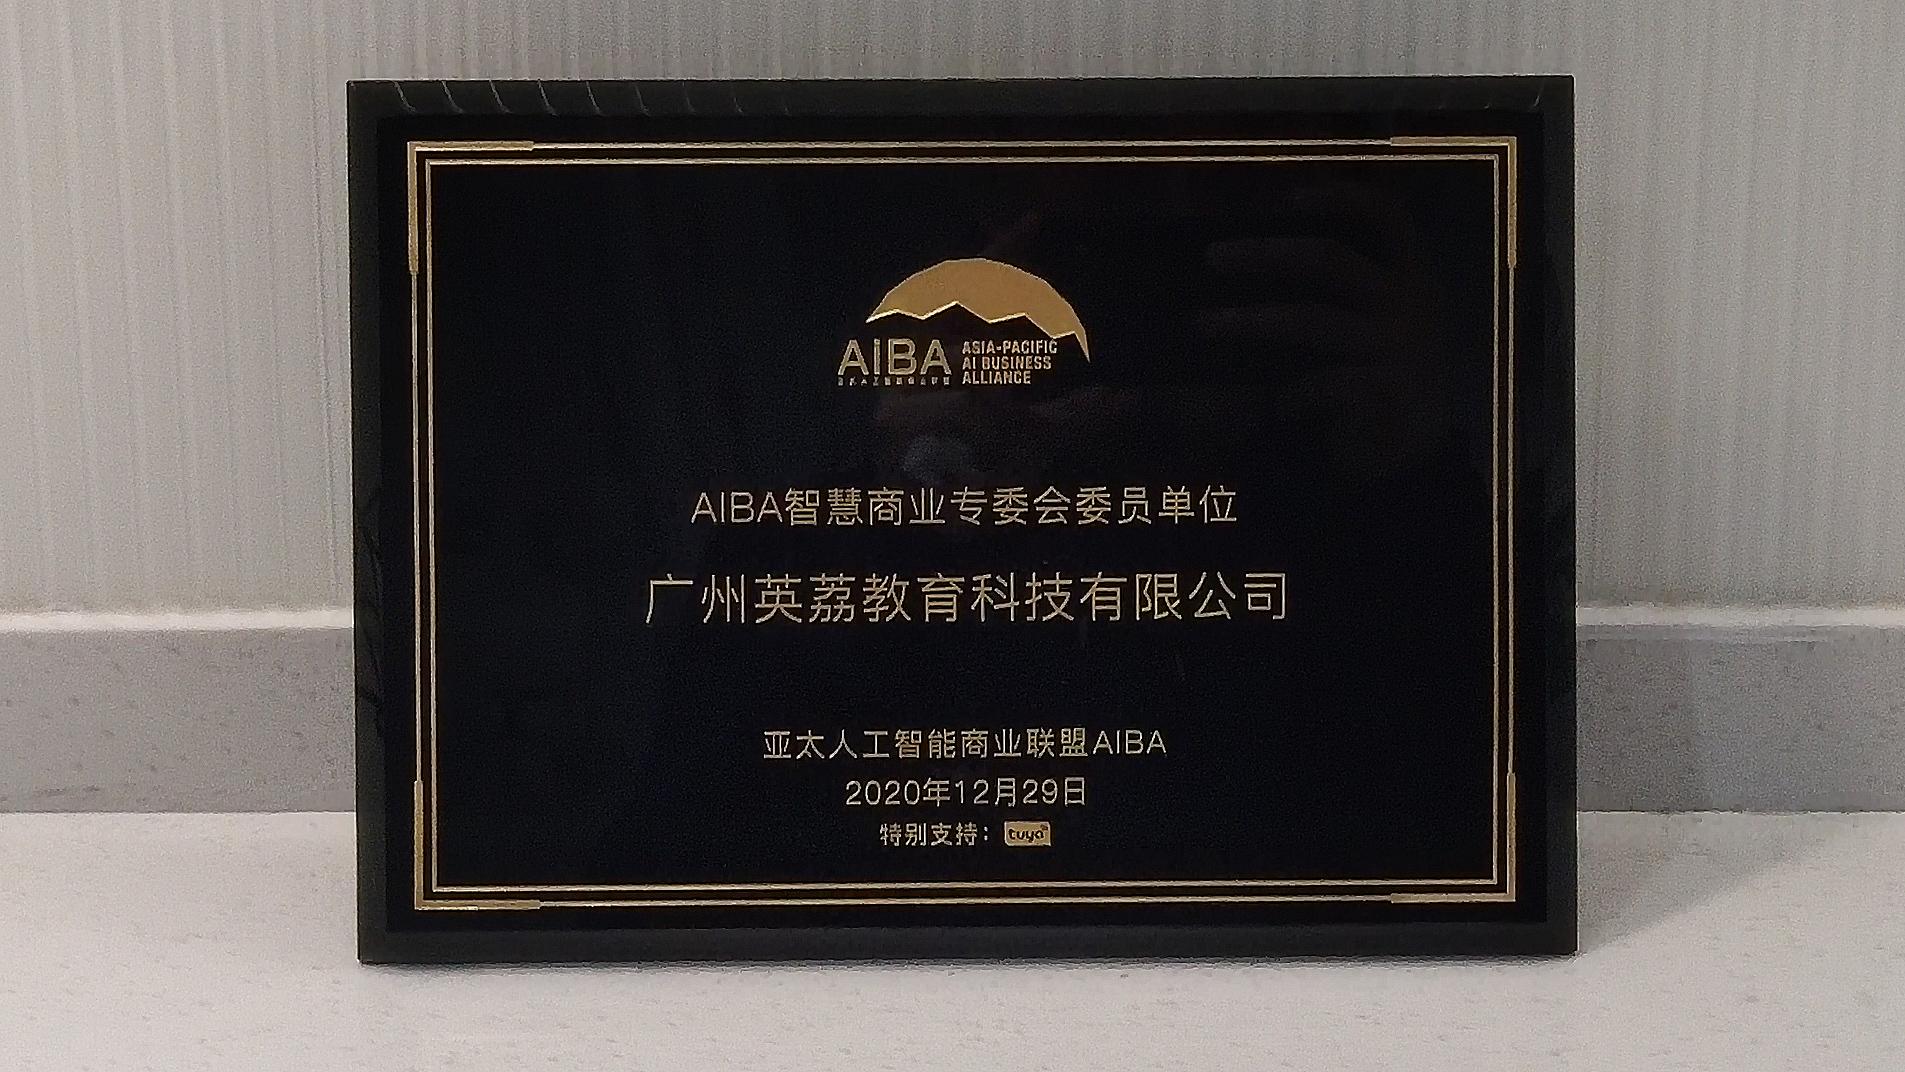 AIBA
ASIA-PACIFIC
AI BUSINESS
ALLIANCE
AIBA智慧商业专委会委员单位
广州英荔教育科技有限公司
亚太人工智能商业联盟AIBA
2020年12月29日
特别支持：tuya